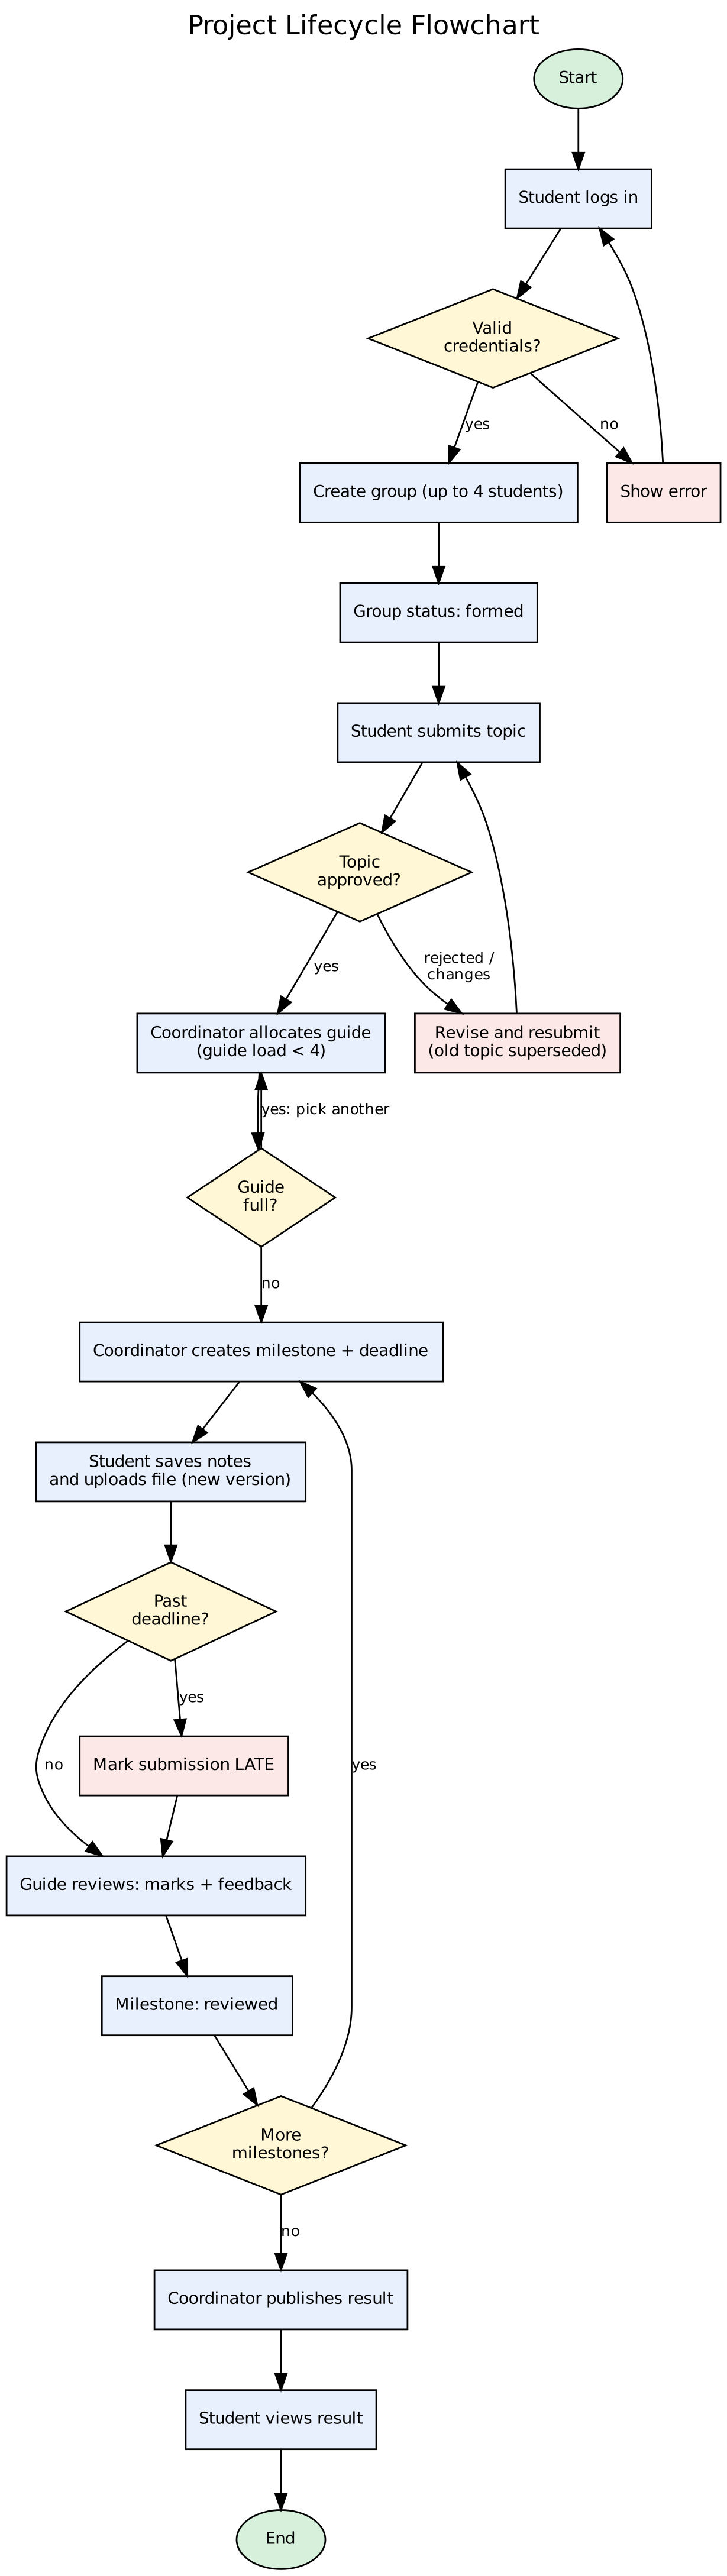 Project Lifecycle Flowchart
Start
Student logs in
Valid
credentials?
yes
no
Create group (up to 4 students)
Show error
Group status: formed
Student submits topic
Topic
approved?
yes
rejected /
changes
Coordinator allocates guide
(guide load < 4)
Revise and resubmit
(old topic superseded)
yes: pick another
Guide
full?
no
Coordinator creates milestone + deadline
Student saves notes
and uploads file (new version)
Past
deadline?
yes
no
Mark submission LATE
yes
Guide reviews: marks + feedback
Milestone: reviewed
More
milestones?
no
Coordinator publishes result
Student views result
End